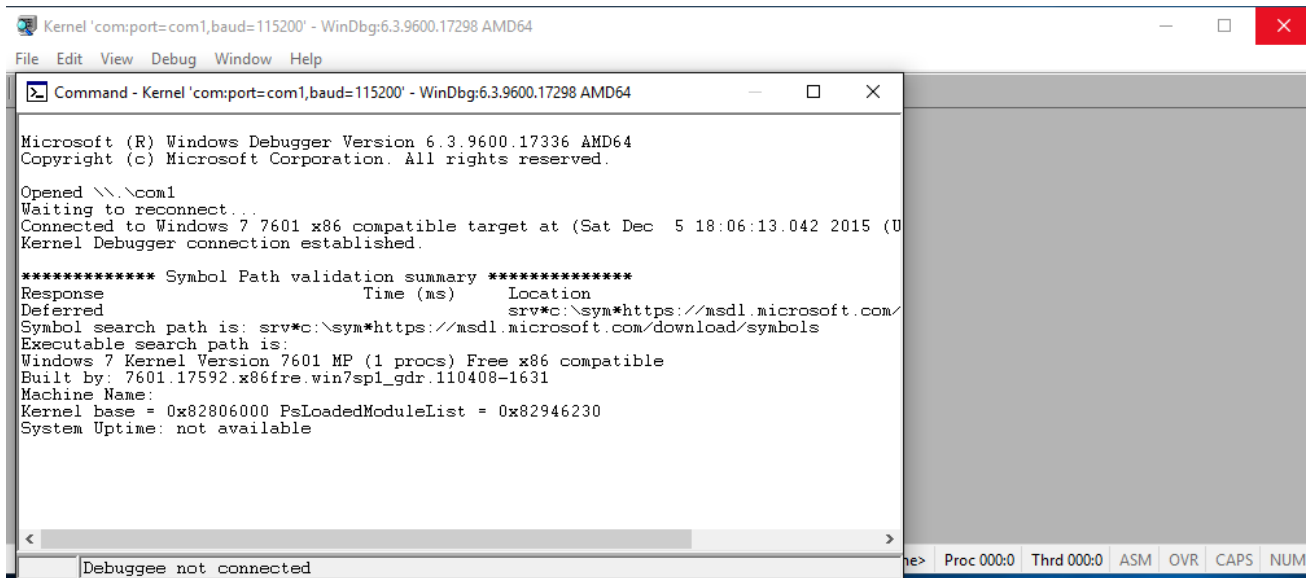 Kernel 'com:port=com1,baud=115200' - WinDbg:6.3.9600.17298 AMD64
File Edit View Debug Window Help
Command - Kernel 'com:port=com1,baud=115200' - WinDbg:6.3.9600.17298 AMD64
Microsoft (R) Windows Debugger Version 6.3.9600.17336 AMD64
Copyright (c) Microsoft Corporation. All rights reserved.
Opened \\.\com1
Waiting to reconnect...
Connected to Windows 7 7601 x86 compatible target at (Sat Dec  5 18:06:13.042 2015 (U
Kernel Debugger connection established.
************* Symbol Path validation summary **************
Response                         Time (ms)     Location
Deferred                                       srv*c:\sym*https://msdl.microsoft.com/
Symbol search path is: srv*c:\sym*https://msdl.microsoft.com/download/symbols
Executable search path is:
Windows 7 Kernel Version 7601 MP (1 procs) Free x86 compatible
Built by: 7601.17592.x86fre.win7sp1_gdr.110408-1631
Machine Name:
Kernel base = 0x82806000 PsLoadedModuleList = 0x82946230
System Uptime: not available
ne> Proc 000:0 Thrd 000:0 ASM OVR CAPS NUM
Debuggee not connected